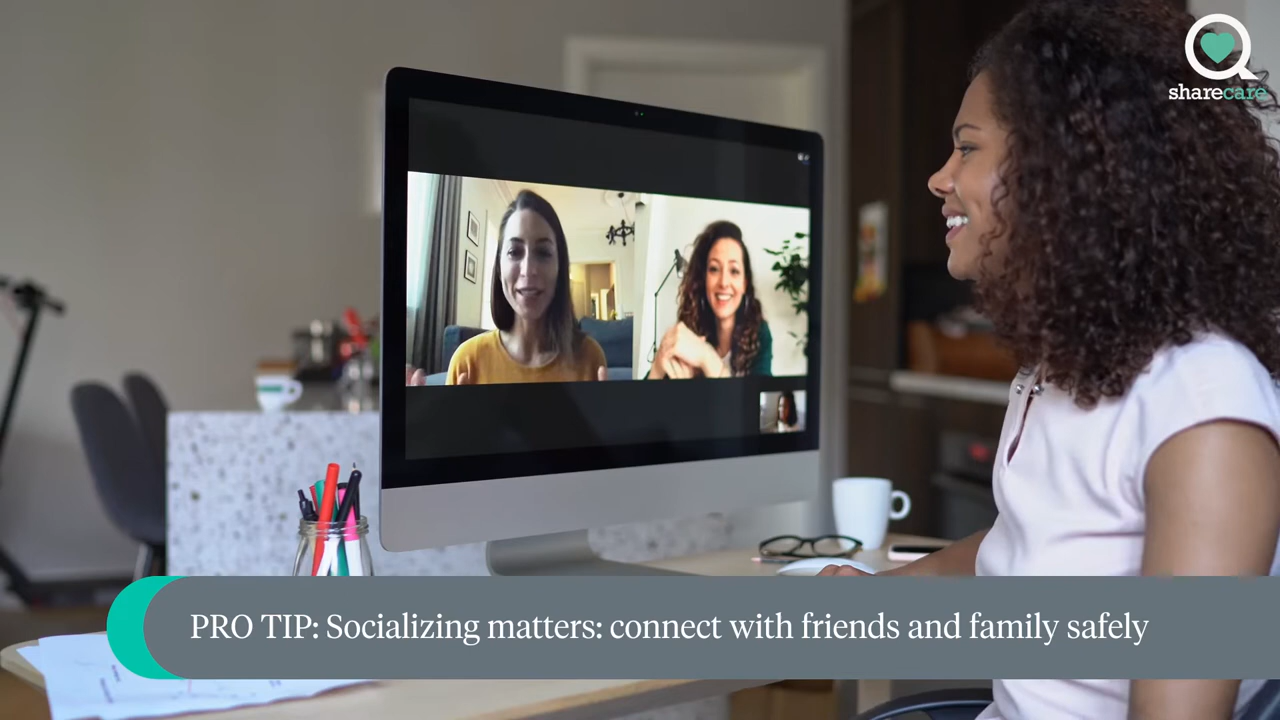 sharecare
PRO TIP: Socializing matters: connect with friends and family safely